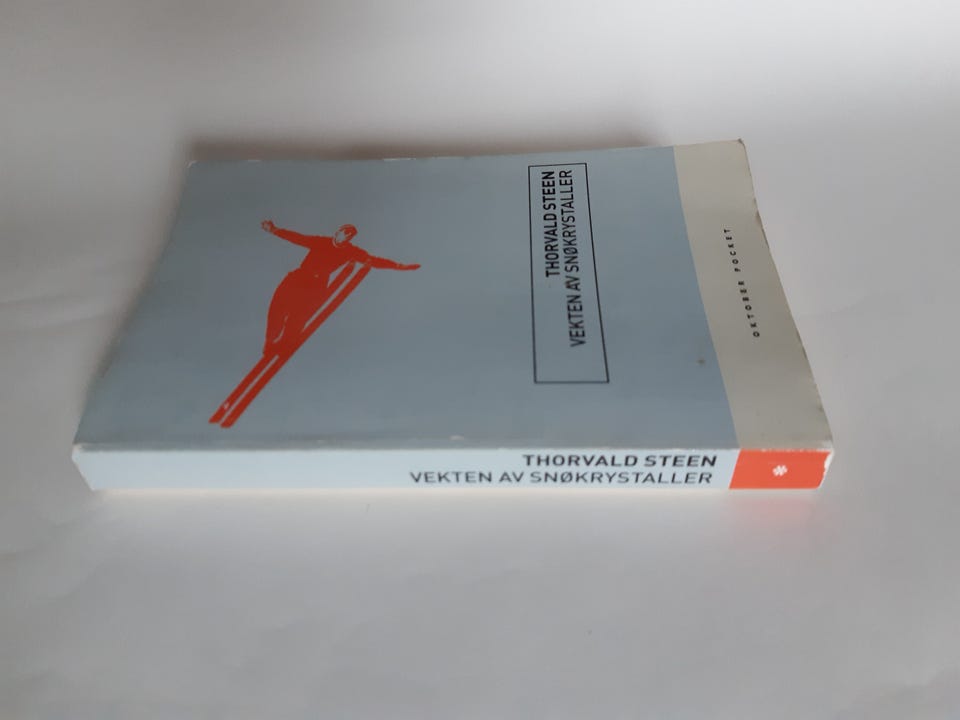 THORVALD STEEN
VEKTEN AV SNØKRYSTALLER
OKTOBER POCKET
THORVALD STEEN
VEKTEN AV SNØKRYSTALLER